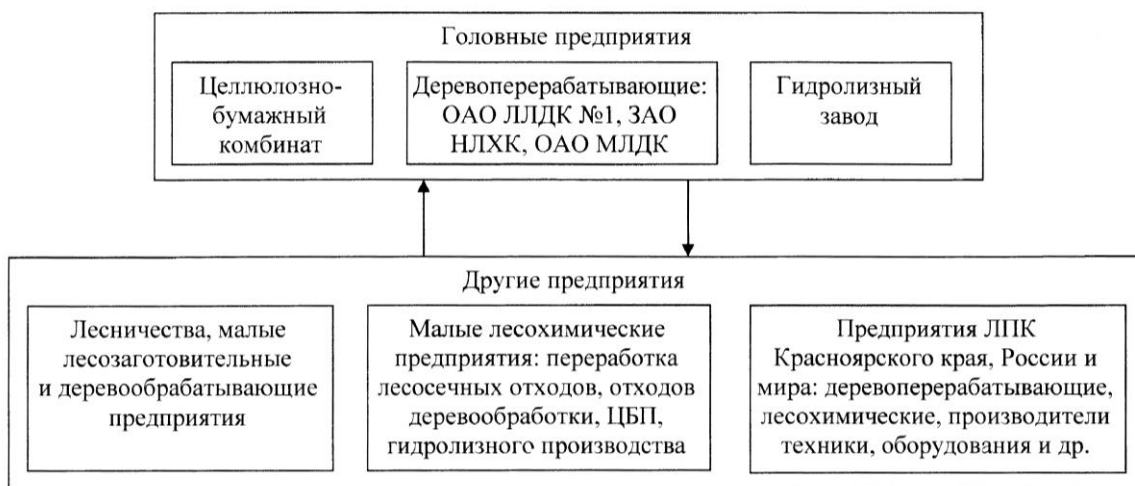 Головные предприятия
Целлюлозно-
бумажный
комбинат
Деревоперерабатывающие:
ОАО ЛЛДК №1, ЗАО
НЛХК, ОАО МЛДК
Гидролизный
завод
Другие предприятия
Лесничества, малые
лесозаготовительные
и деревообрабатывающие
предприятия
Малые лесохимические
предприятия: переработка
лесосечных отходов, отходов
деревообработки, ЦБП,
гидролизного производства
Предприятия ЛПК
Красноярского края, России и
мира: деревоперерабатывающие,
лесохимические, производители
техники, оборудования и др.